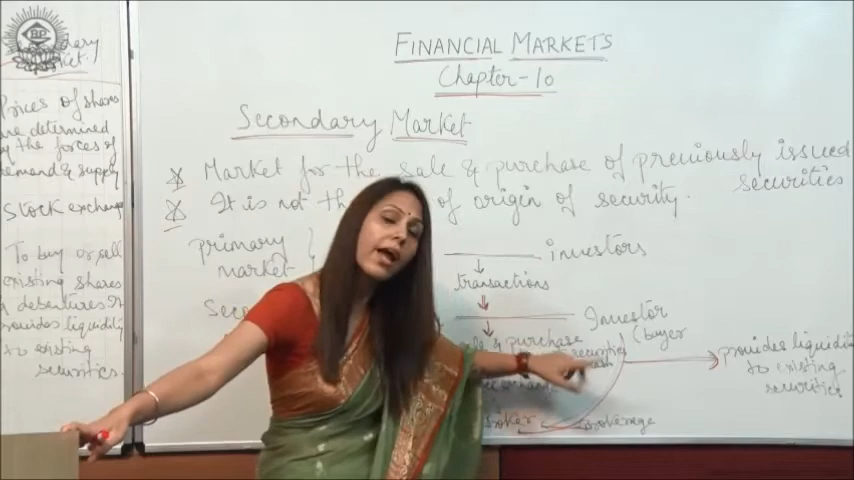 FINANCIAL MARKETS
Chapter-10
Secondary Market
Market for the sale & purchase of previously issued
securities
It is not the of origin of security.
primary
market
investors
transactions
Investor
(buyer
& purchase
securities
Broker
Brokerage
provides liquidity
to existing
securities.
Prices of shares
are determined
by the forces of
demand & supply
Stock exchange
To buy or sell
existing shares
provides liquidity
to existing
securities.